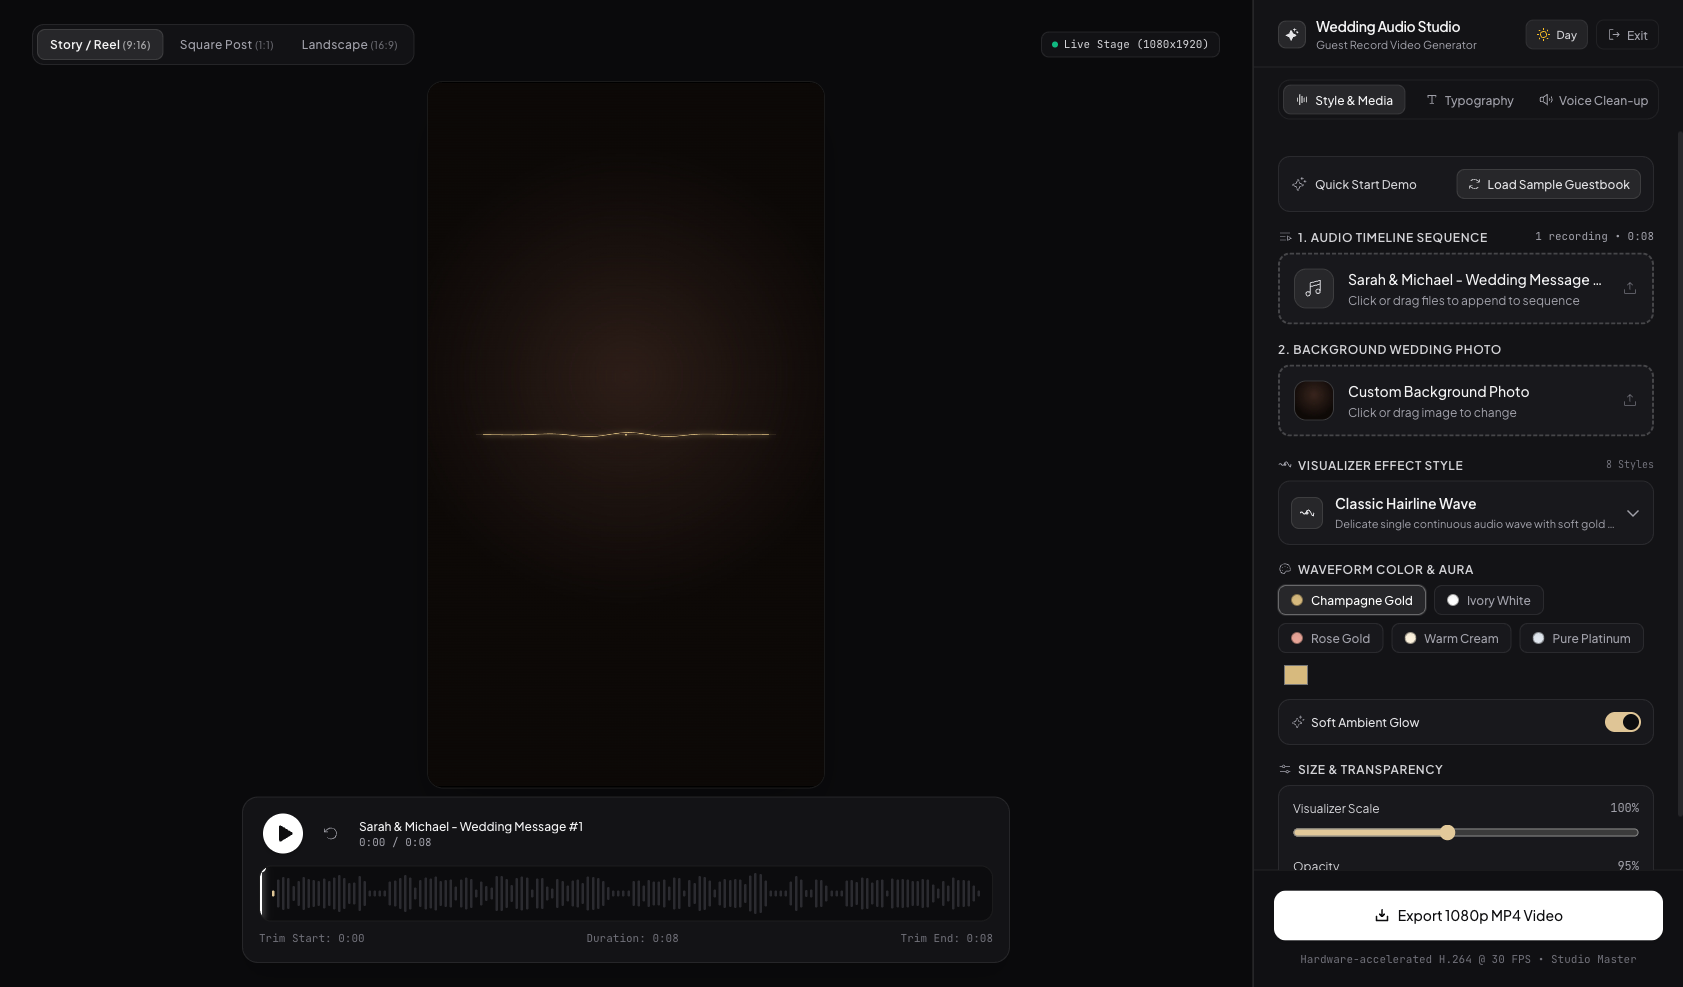 Story / Reel (9:16)
Square Post (1:1)
Landscape (16:9)
Live Stage (1080x1920)
Sarah & Michael - Wedding Message #1
0:00 / 0:08
Trim Start: 0:00
Duration: 0:08
Trim End: 0:08
Wedding Audio Studio
Guest Record Video Generator
Day
Exit
Style & Media
Typography
Voice Clean-up
Quick Start Demo
Load Sample Guestbook
1. AUDIO TIMELINE SEQUENCE
1 recording • 0:08
Sarah & Michael - Wedding Message ...
Click or drag files to append to sequence
2. BACKGROUND WEDDING PHOTO
Custom Background Photo
Click or drag image to change
VISUALIZER EFFECT STYLE
8 Styles
Classic Hairline Wave
Delicate single continuous audio wave with soft gold ...
WAVEFORM COLOR & AURA
Champagne Gold
Ivory White
Rose Gold
Warm Cream
Pure Platinum
Soft Ambient Glow
SIZE & TRANSPARENCY
Visualizer Scale
100%
Opacity
95%
Export 1080p MP4 Video
Hardware-accelerated H.264 @ 30 FPS • Studio Master